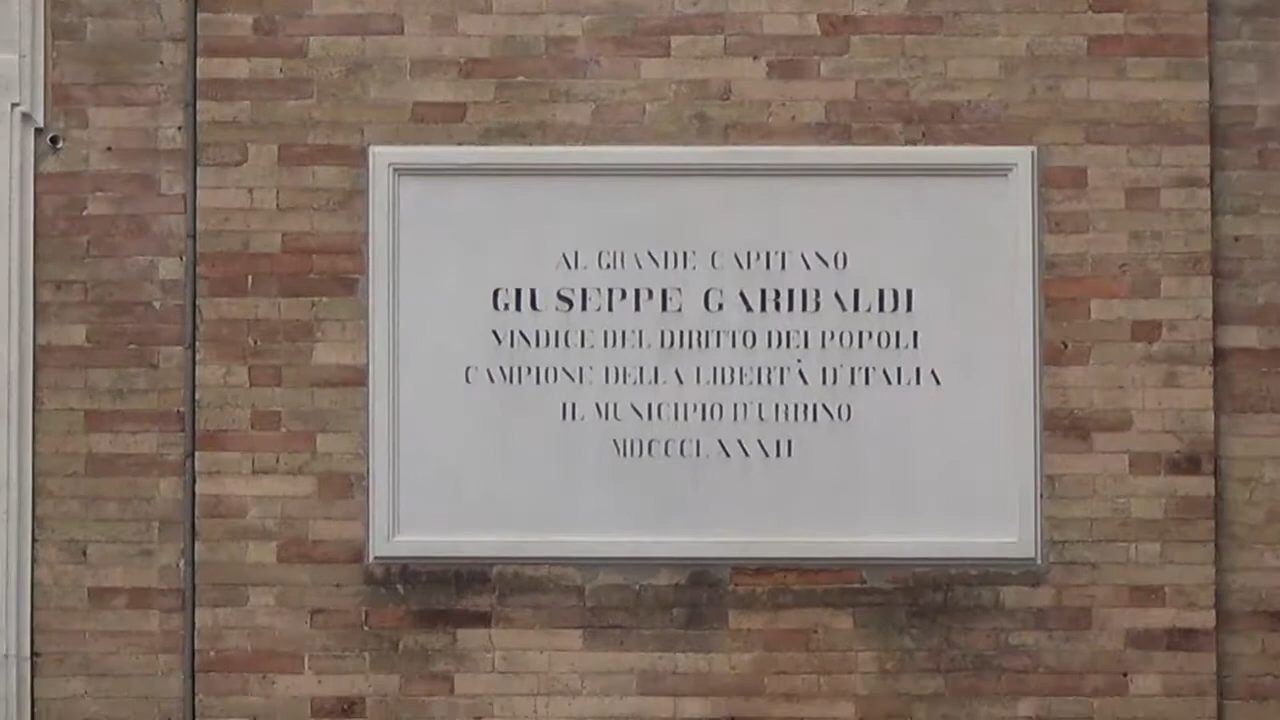 AL GRANDE CAPITANO
GIUSEPPE GARIBALDI
VINDICE DEL DIRITTO DEI POPOLI
CAMPIONE DELLA LIBERTÀ D'ITALIA
IL MUNICIPIO D'URBINO
MDCCCLXXXII